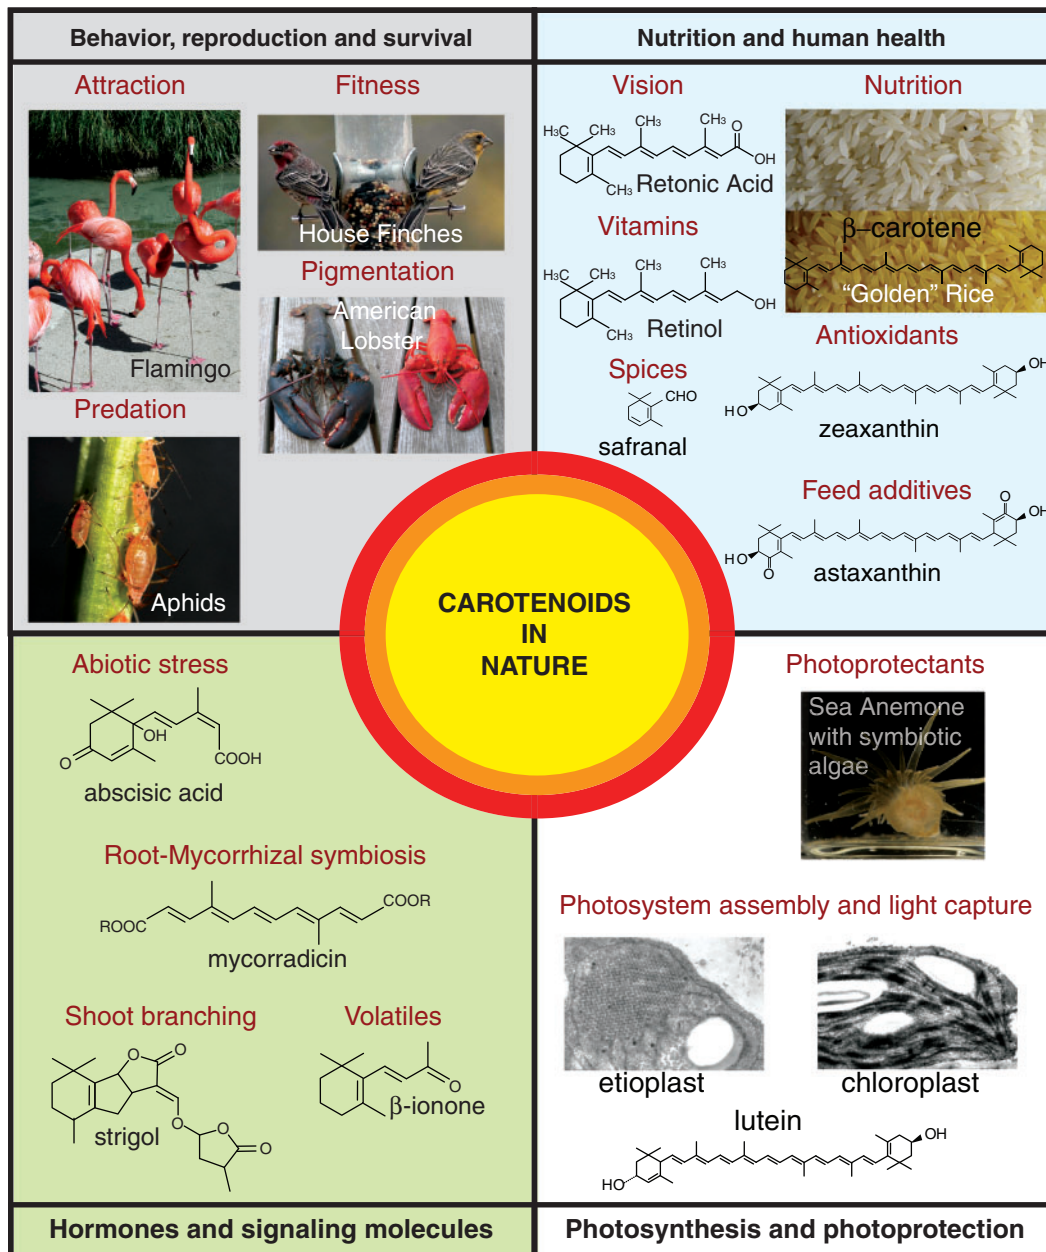 Behavior, reproduction and survival
Attraction
Fitness
Flamingo
House Finches
Pigmentation
American
Lobster
Predation
Aphids
Nutrition and human health
Vision
H₃C
CH₃
CH₃
CH₃
O
OH
CH₃
Retonic Acid
Nutrition
β–carotene
“Golden” Rice
Vitamins
H₃C
CH₃
CH₃
CH₃
OH
CH₃
Retinol
Antioxidants
OH
HO
zeaxanthin
Spices
CHO
safranal
Feed additives
O
OH
HO
O
astaxanthin
CAROTENOIDS
IN
NATURE
Abiotic stress
OH
O
COOH
abscisic acid
Root-Mycorrhizal symbiosis
COOR
ROOC
mycorradicin
Shoot branching
O
O
O
O
O
strigol
Volatiles
O
β-ionone
Hormones and signaling molecules
Photoprotectants
Sea Anemone
with symbiotic
algae
Photosystem assembly and light capture
etioplast
chloroplast
lutein
OH
HO
Photosynthesis and photoprotection